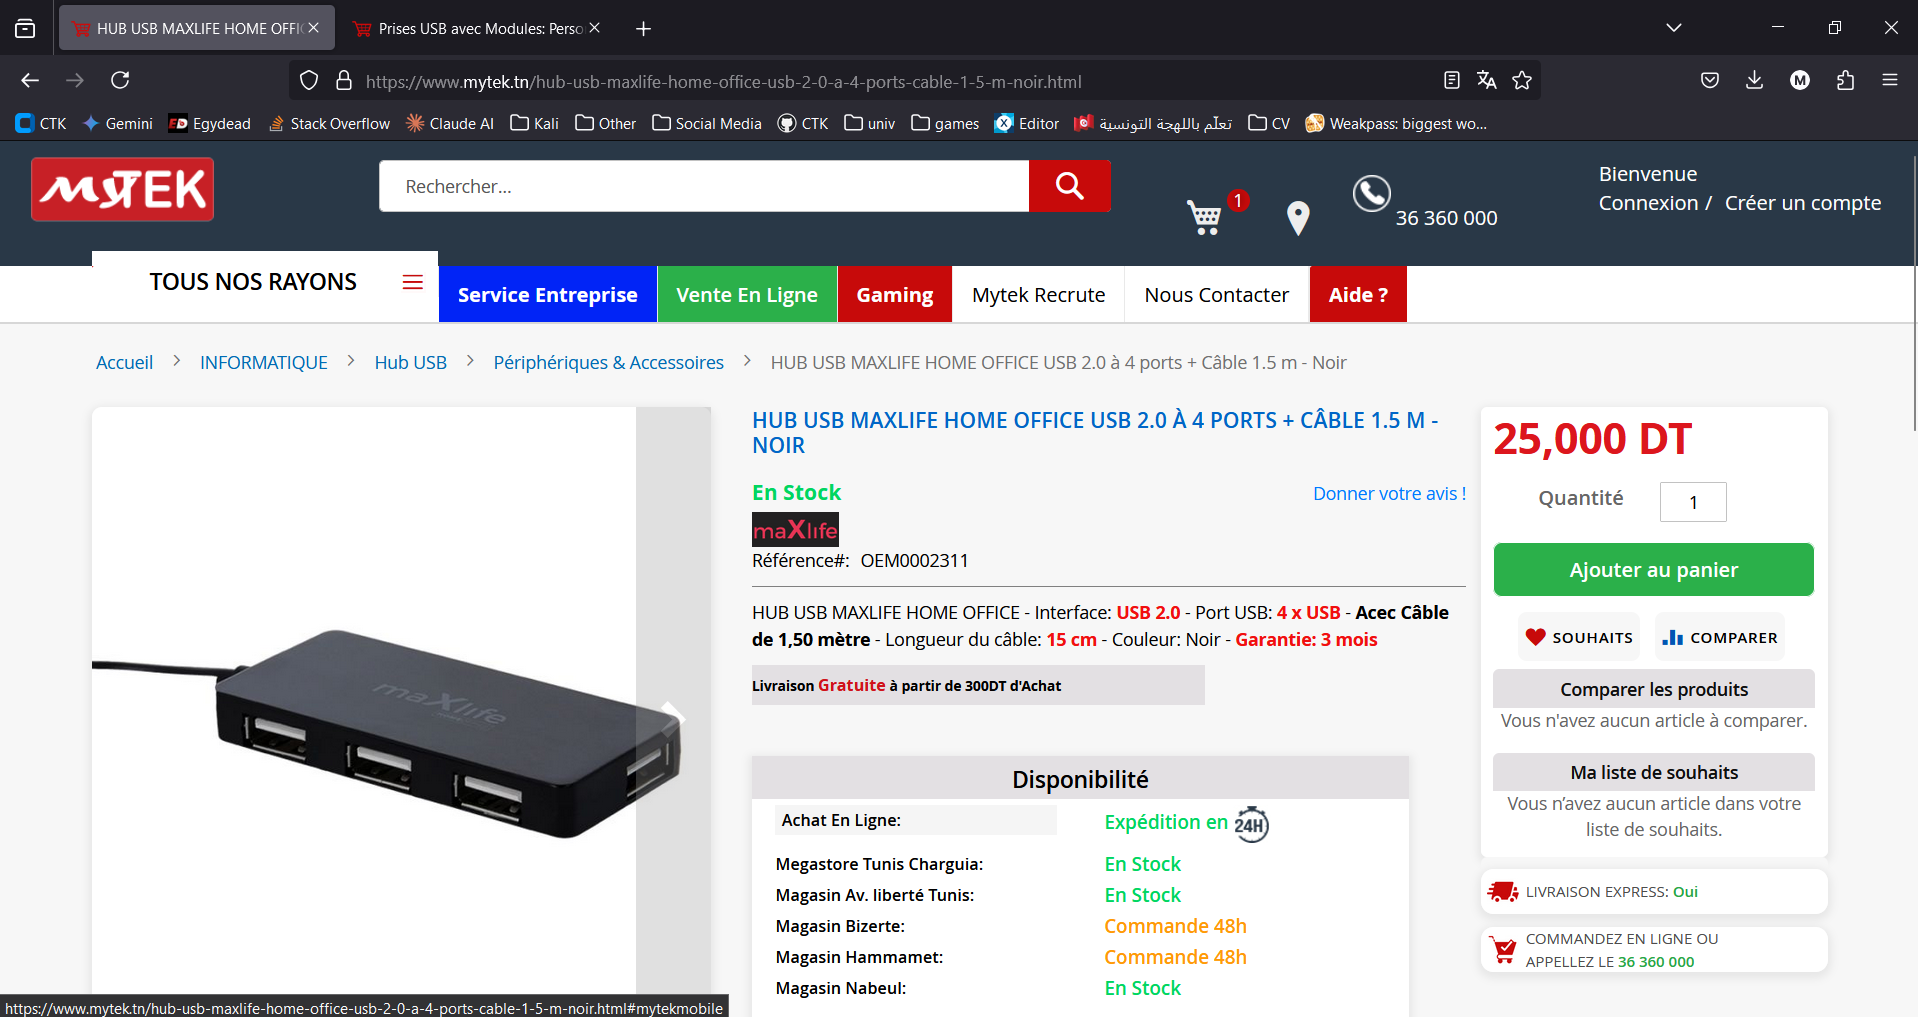 HUB USB MAXLIFE HOME OFFIC
Prises USB avec Modules: Perso
https://www.mytek.tn/hub-usb-maxlife-home-office-usb-2-0-a-4-ports-cable-1-5-m-noir.html
CTK Gemini Egydead Stack Overflow Claude AI Kali Other Social Media CTK univ games Editor تعلّم باللهجة التونسية CV Weakpass: biggest wo...
MYTEK
Rechercher...
1
36 360 000
Bienvenue
Connexion / Créer un compte
TOUS NOS RAYONS
Service Entreprise Vente En Ligne Gaming Mytek Recrute Nous Contacter Aide ?
Accueil > INFORMATIQUE > Hub USB > Périphériques & Accessoires > HUB USB MAXLIFE HOME OFFICE USB 2.0 à 4 ports + Câble 1.5 m - Noir
maXlife
HUB USB MAXLIFE HOME OFFICE USB 2.0 À 4 PORTS + CÂBLE 1.5 M -
NOIR
En Stock
Donner votre avis !
maXlife
Référence#: OEM0002311
HUB USB MAXLIFE HOME OFFICE - Interface: USB 2.0 - Port USB: 4 x USB - Acec Câble
de 1,50 mètre - Longueur du câble: 15 cm - Couleur: Noir - Garantie: 3 mois
Livraison Gratuite à partir de 300DT d'Achat
Disponibilité
Achat En Ligne: Expédition en 24H
Megastore Tunis Charguia: En Stock
Magasin Av. liberté Tunis: En Stock
Magasin Bizerte: Commande 48h
Magasin Hammamet: Commande 48h
Magasin Nabeul: En Stock
25,000 DT
Quantité 1
Ajouter au panier
SOUHAITS COMPARER
Comparer les produits
Vous n'avez aucun article à comparer.
Ma liste de souhaits
Vous n’avez aucun article dans votre
liste de souhaits.
LIVRAISON EXPRESS: Oui
COMMANDEZ EN LIGNE OU
APPELLEZ LE 36 360 000
https://www.mytek.tn/hub-usb-maxlife-home-office-usb-2-0-a-4-ports-cable-1-5-m-noir.html#mytekmobile